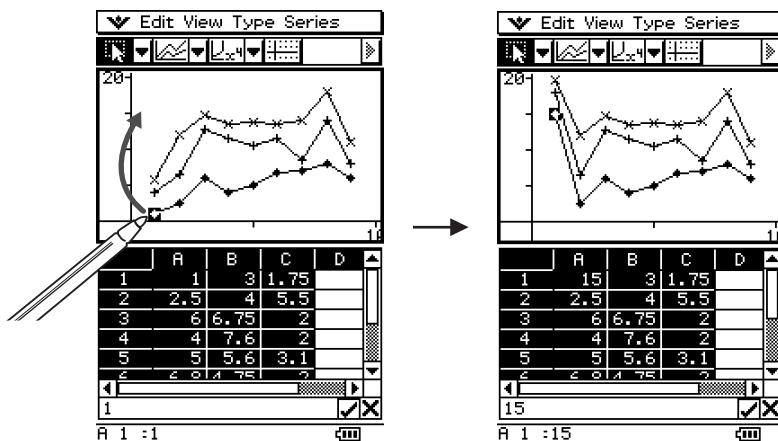 Edit View Type Series
20
10
A B C D
1 1 3 1.75
2 2.5 4 5.5
3 6 6.75 2
4 4 7.6 2
5 5 5.6 3.1
1
A 1 :1
Edit View Type Series
20
A B C D
1 15 3 1.75
2 2.5 4 5.5
3 6 6.75 2
4 4 7.6 2
5 5 5.6 3.1
15
A 1 :15